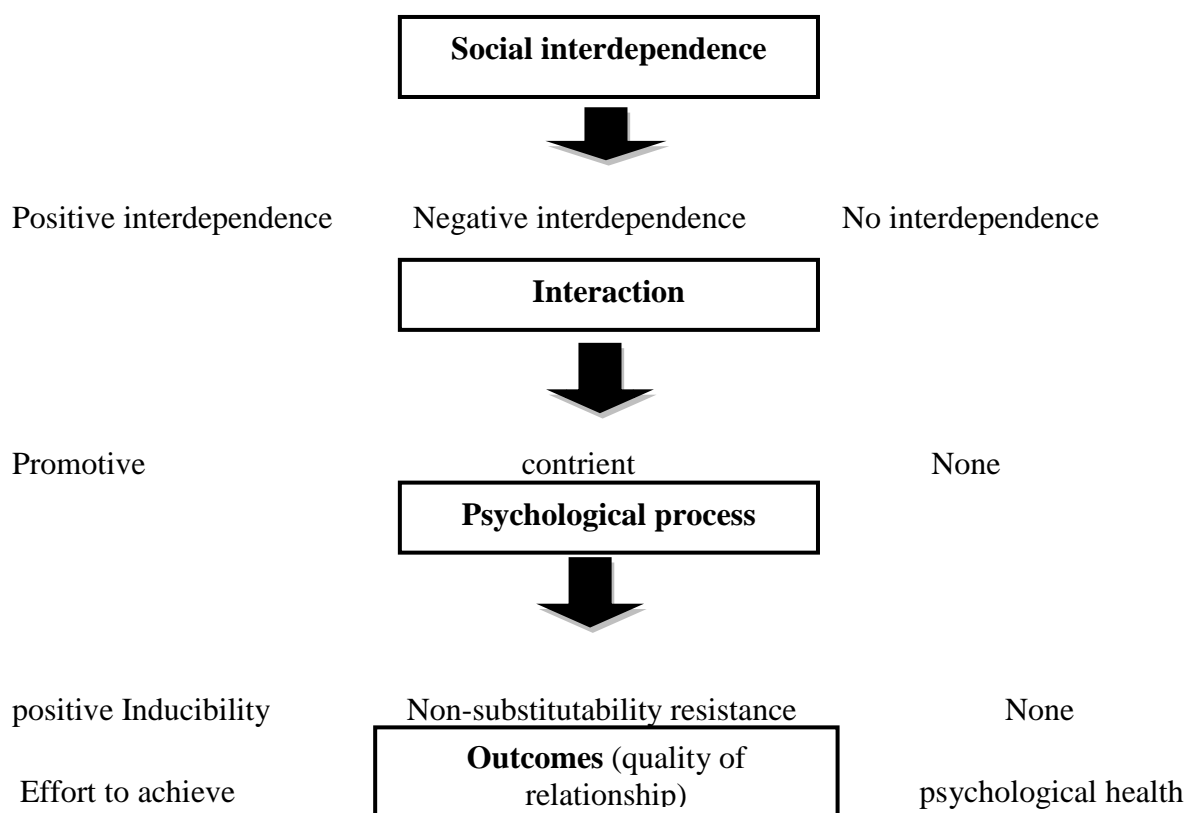 Social interdependence
Positive interdependence Negative interdependence No interdependence
Interaction
Promotive contrient None
Psychological process
positive Inducibility Non-substitutability resistance None
Outcomes (quality of
relationship)
Effort to achieve psychological health